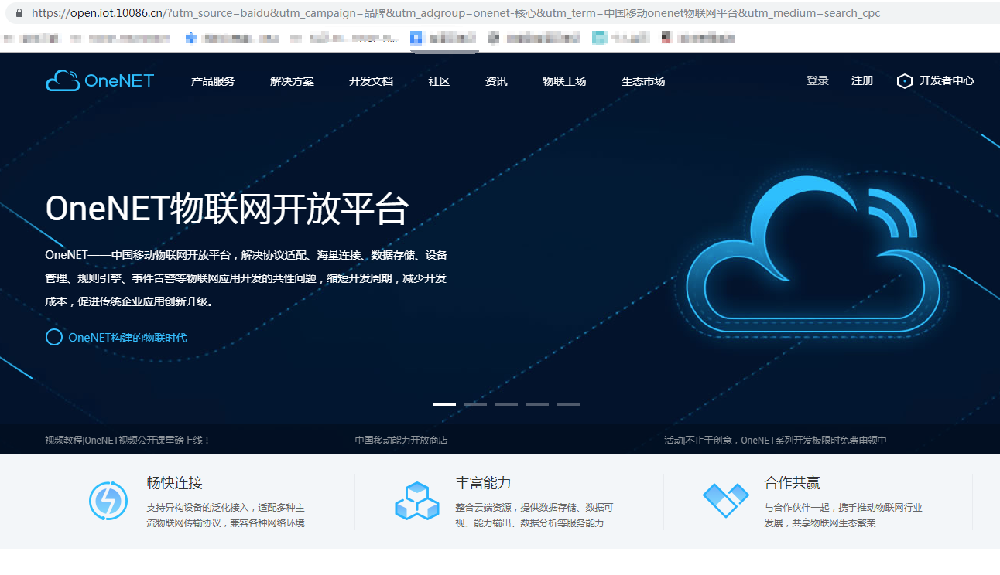 https://open.iot.10086.cn/?utm_source=baidu&utm_campaign=品牌&utm_adgroup=onenet-核心&utm_term=中国移动onenet物联网平台&utm_medium=search_cpc
OneNET 产品服务 解决方案 开发文档 社区 资讯 物联工场 生态市场 登录 注册 开发者中心
OneNET物联网开放平台
OneNET——中国移动物联网开放平台，解决协议适配、海量连接、数据存储、设备
管理、规则引擎、事件告警等物联网应用开发的共性问题，缩短开发周期，减少开发
成本，促进传统企业应用创新升级。
OneNET构建的物联时代
视频教程|OneNET视频公开课重磅上线！ 中国移动能力开放商店 活动|不止于创意，OneNET系列开发板限时免费申领中
畅快连接
支持异构设备的泛化接入，适配多种主
流物联网传输协议，兼容各种网络环境
丰富能力
整合云端资源，提供数据存储、数据可
视、能力输出、数据分析等服务能力
合作共赢
与合作伙伴一起，携手推动物联网行业
发展，共享物联网生态繁荣